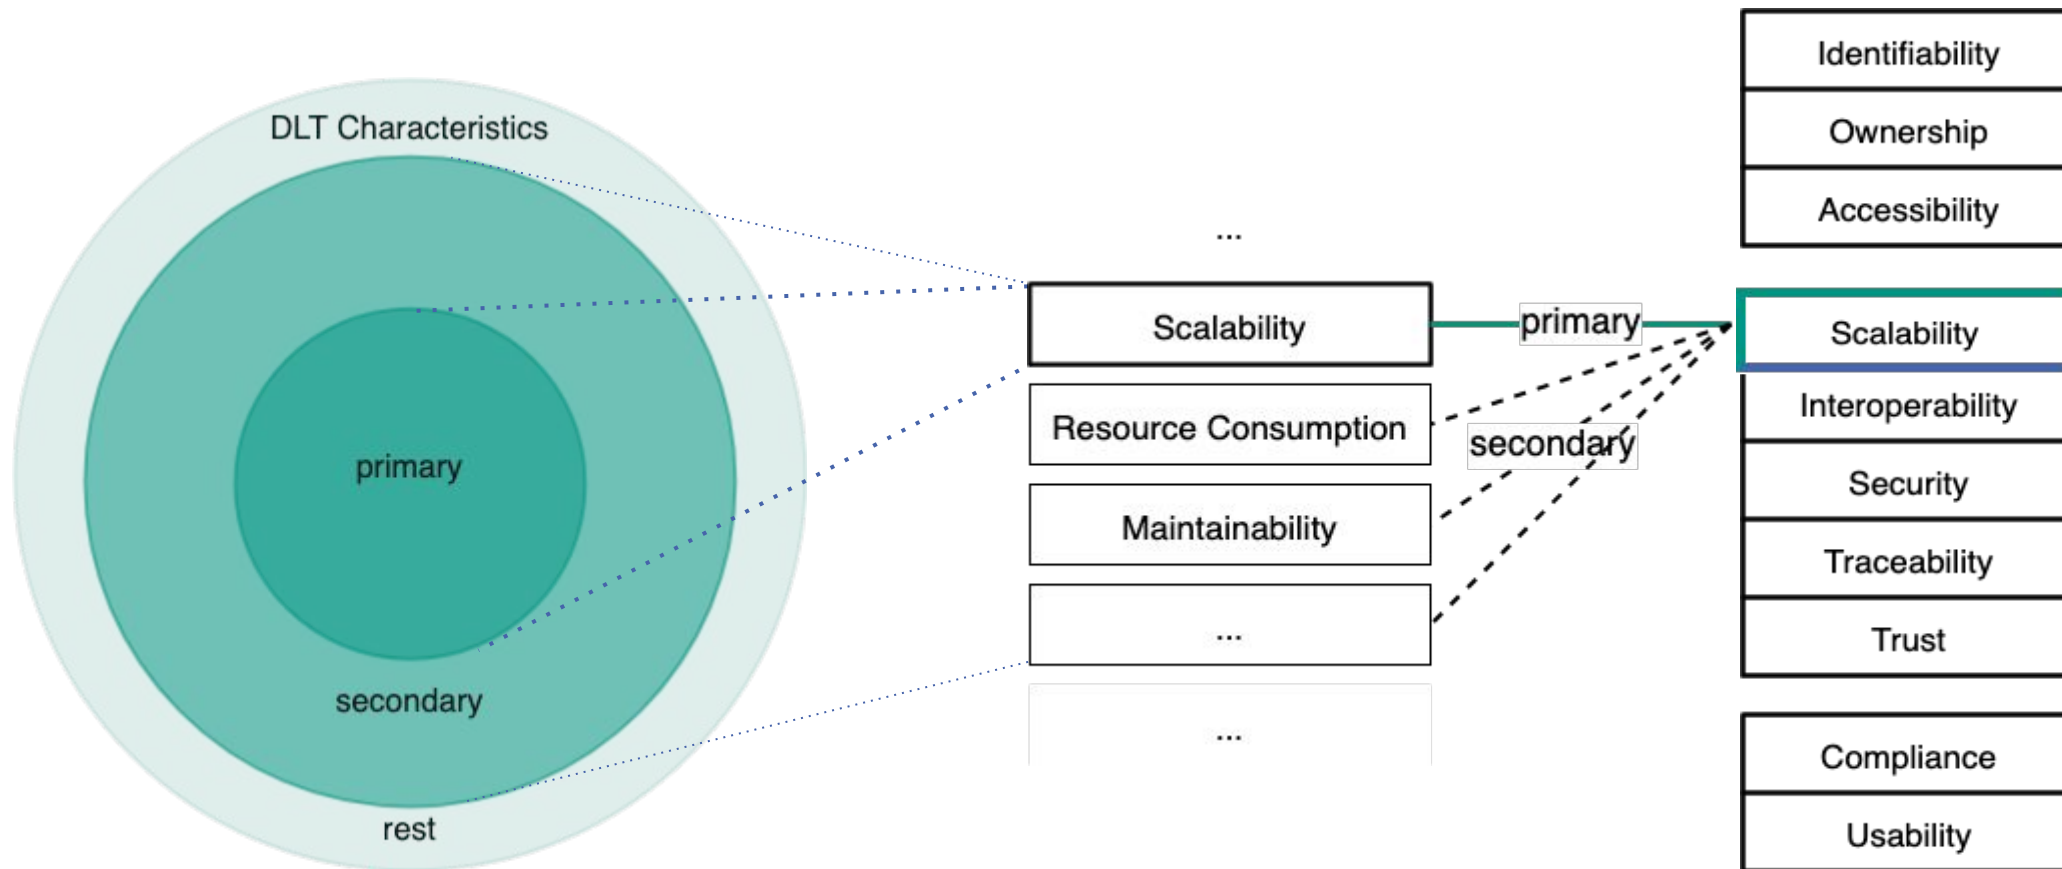 DLT Characteristics
primary
secondary
rest
...
Scalability
Resource Consumption
Maintainability
...
...
primary
secondary
Identifiability
Ownership
Accessibility
Scalability
Interoperability
Security
Traceability
Trust
Compliance
Usability